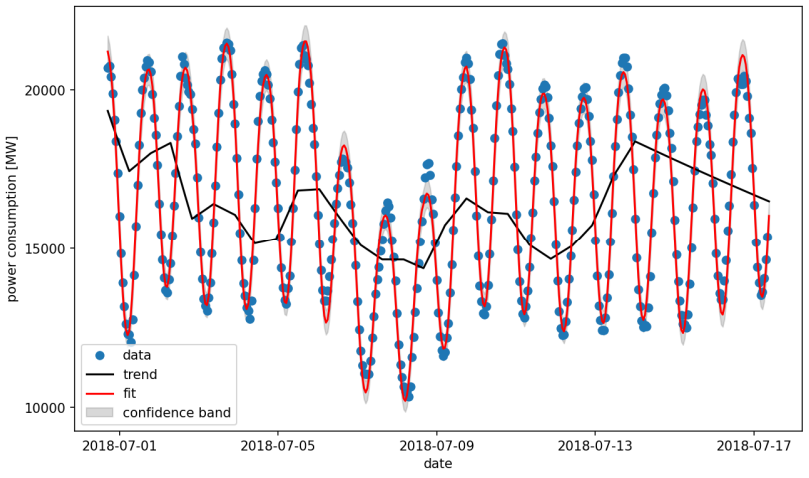 power consumption [MW]
20000
15000
10000
data
trend
fit
confidence band
2018-07-01 2018-07-05 2018-07-09 2018-07-13 2018-07-17
date